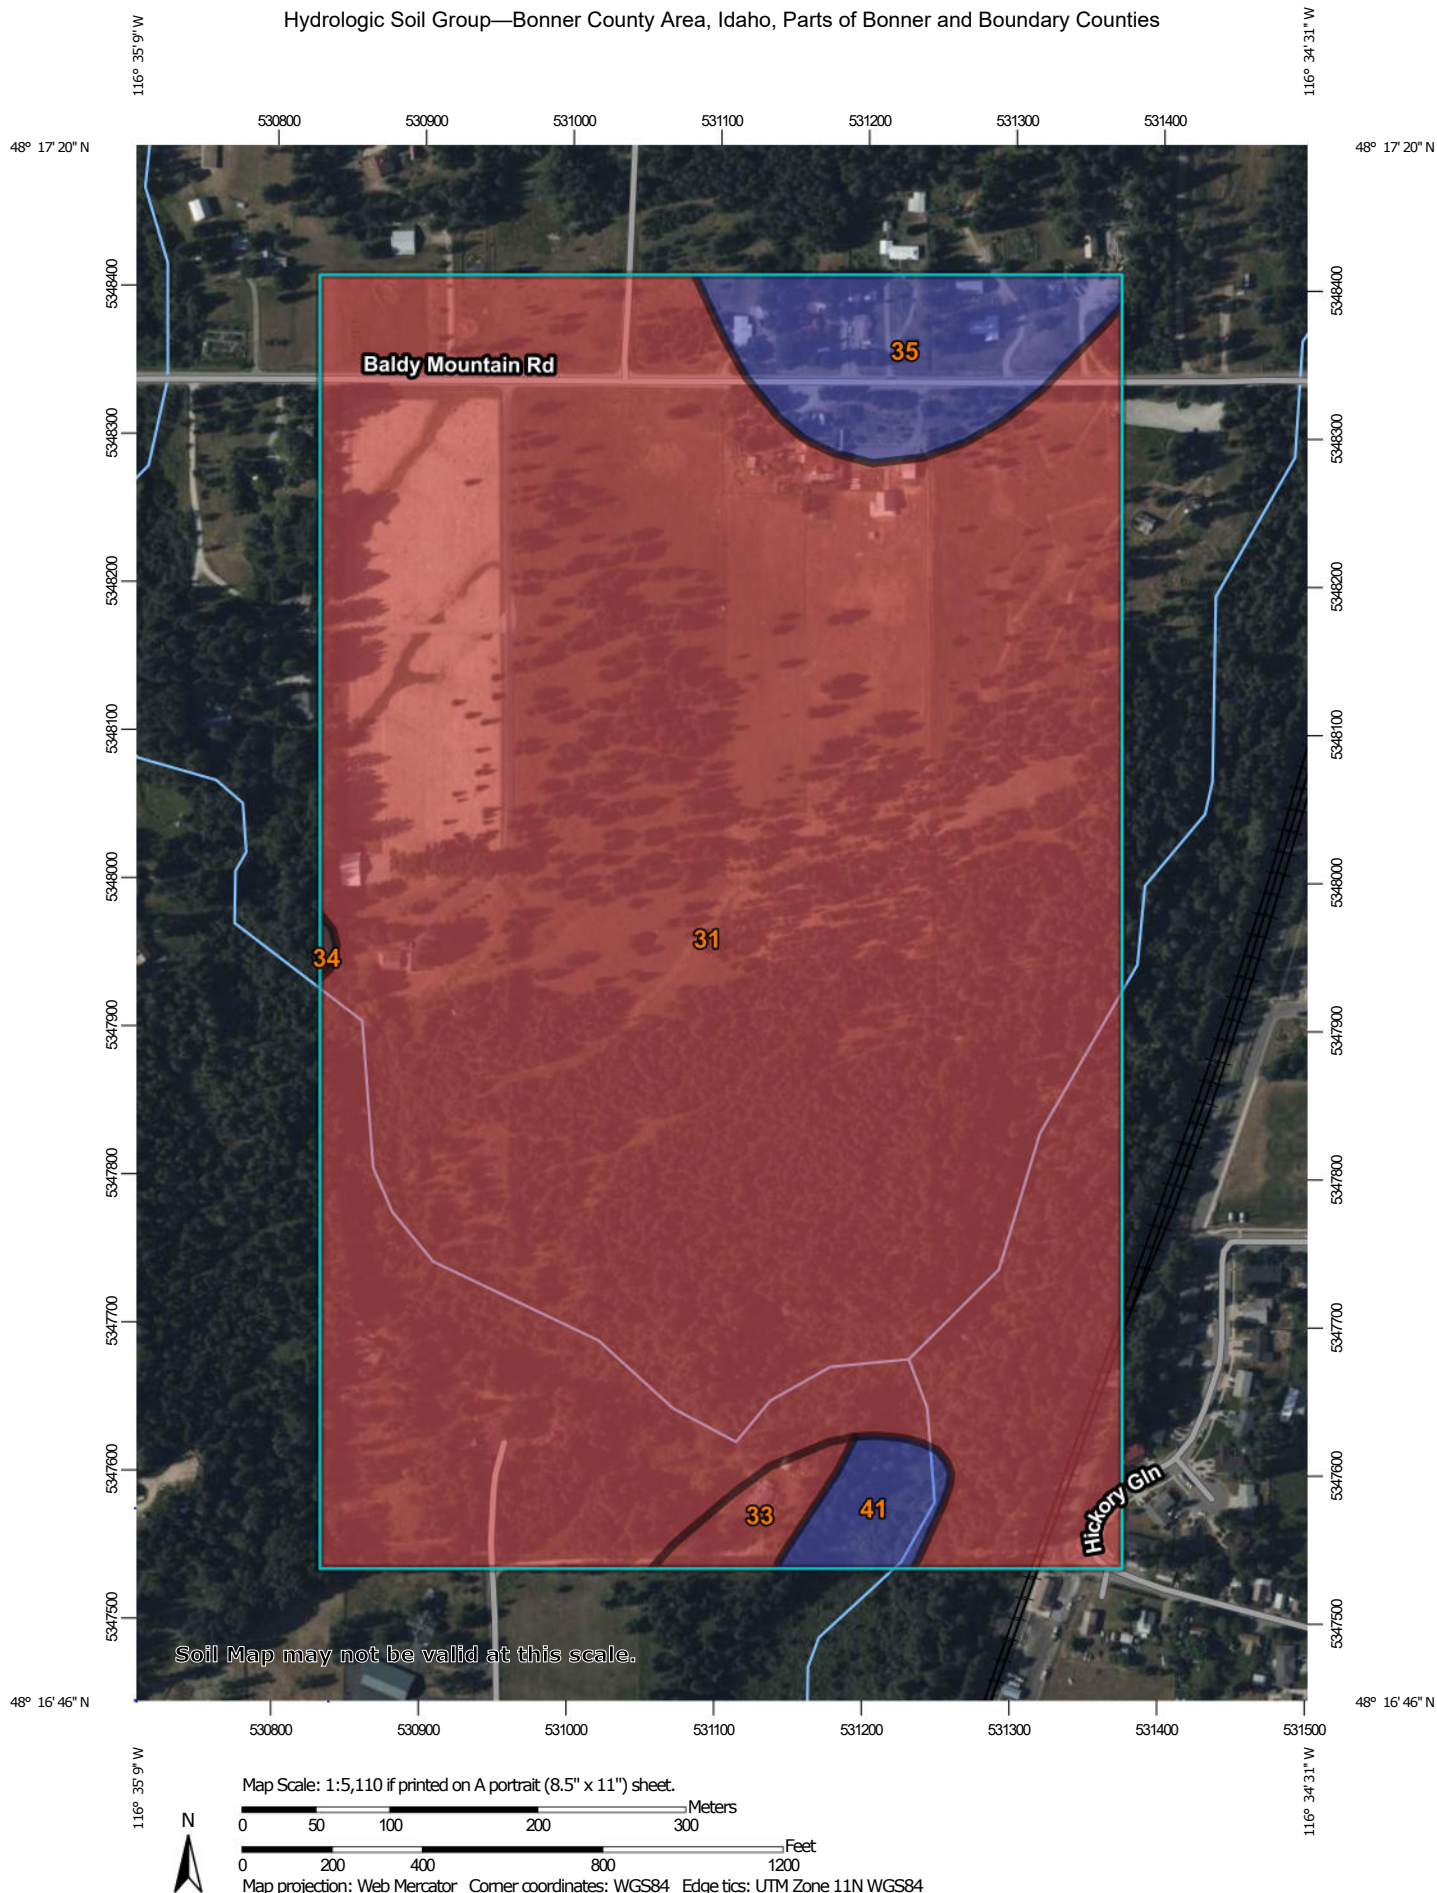 Hydrologic Soil Group—Bonner County Area, Idaho, Parts of Bonner and Boundary Counties
116° 35' 9" W
116° 34' 31" W
530800 530900 531000 531100 531200 531300 531400
48° 17' 20" N
48° 17' 20" N
5348400
5348400
35
Baldy Mountain Rd
5348300
5348300
5348200
5348200
5348100
5348100
5348000
5348000
31
34
5347900
5347900
5347800
5347800
5347700
5347700
5347600
5347600
Hickory Gln
41
33
5347500
5347500
Soil Map may not be valid at this scale.
48° 16' 46" N
48° 16' 46" N
530800 530900 531000 531100 531200 531300 531400 531500
116° 35' 9" W
116° 34' 31" W
Map Scale: 1:5,110 if printed on A portrait (8.5" x 11") sheet.
Meters
0 50 100 200 300
N
Feet
0 200 400 800 1200
Map projection: Web Mercator Corner coordinates: WGS84 Edge tics: UTM Zone 11N WGS84